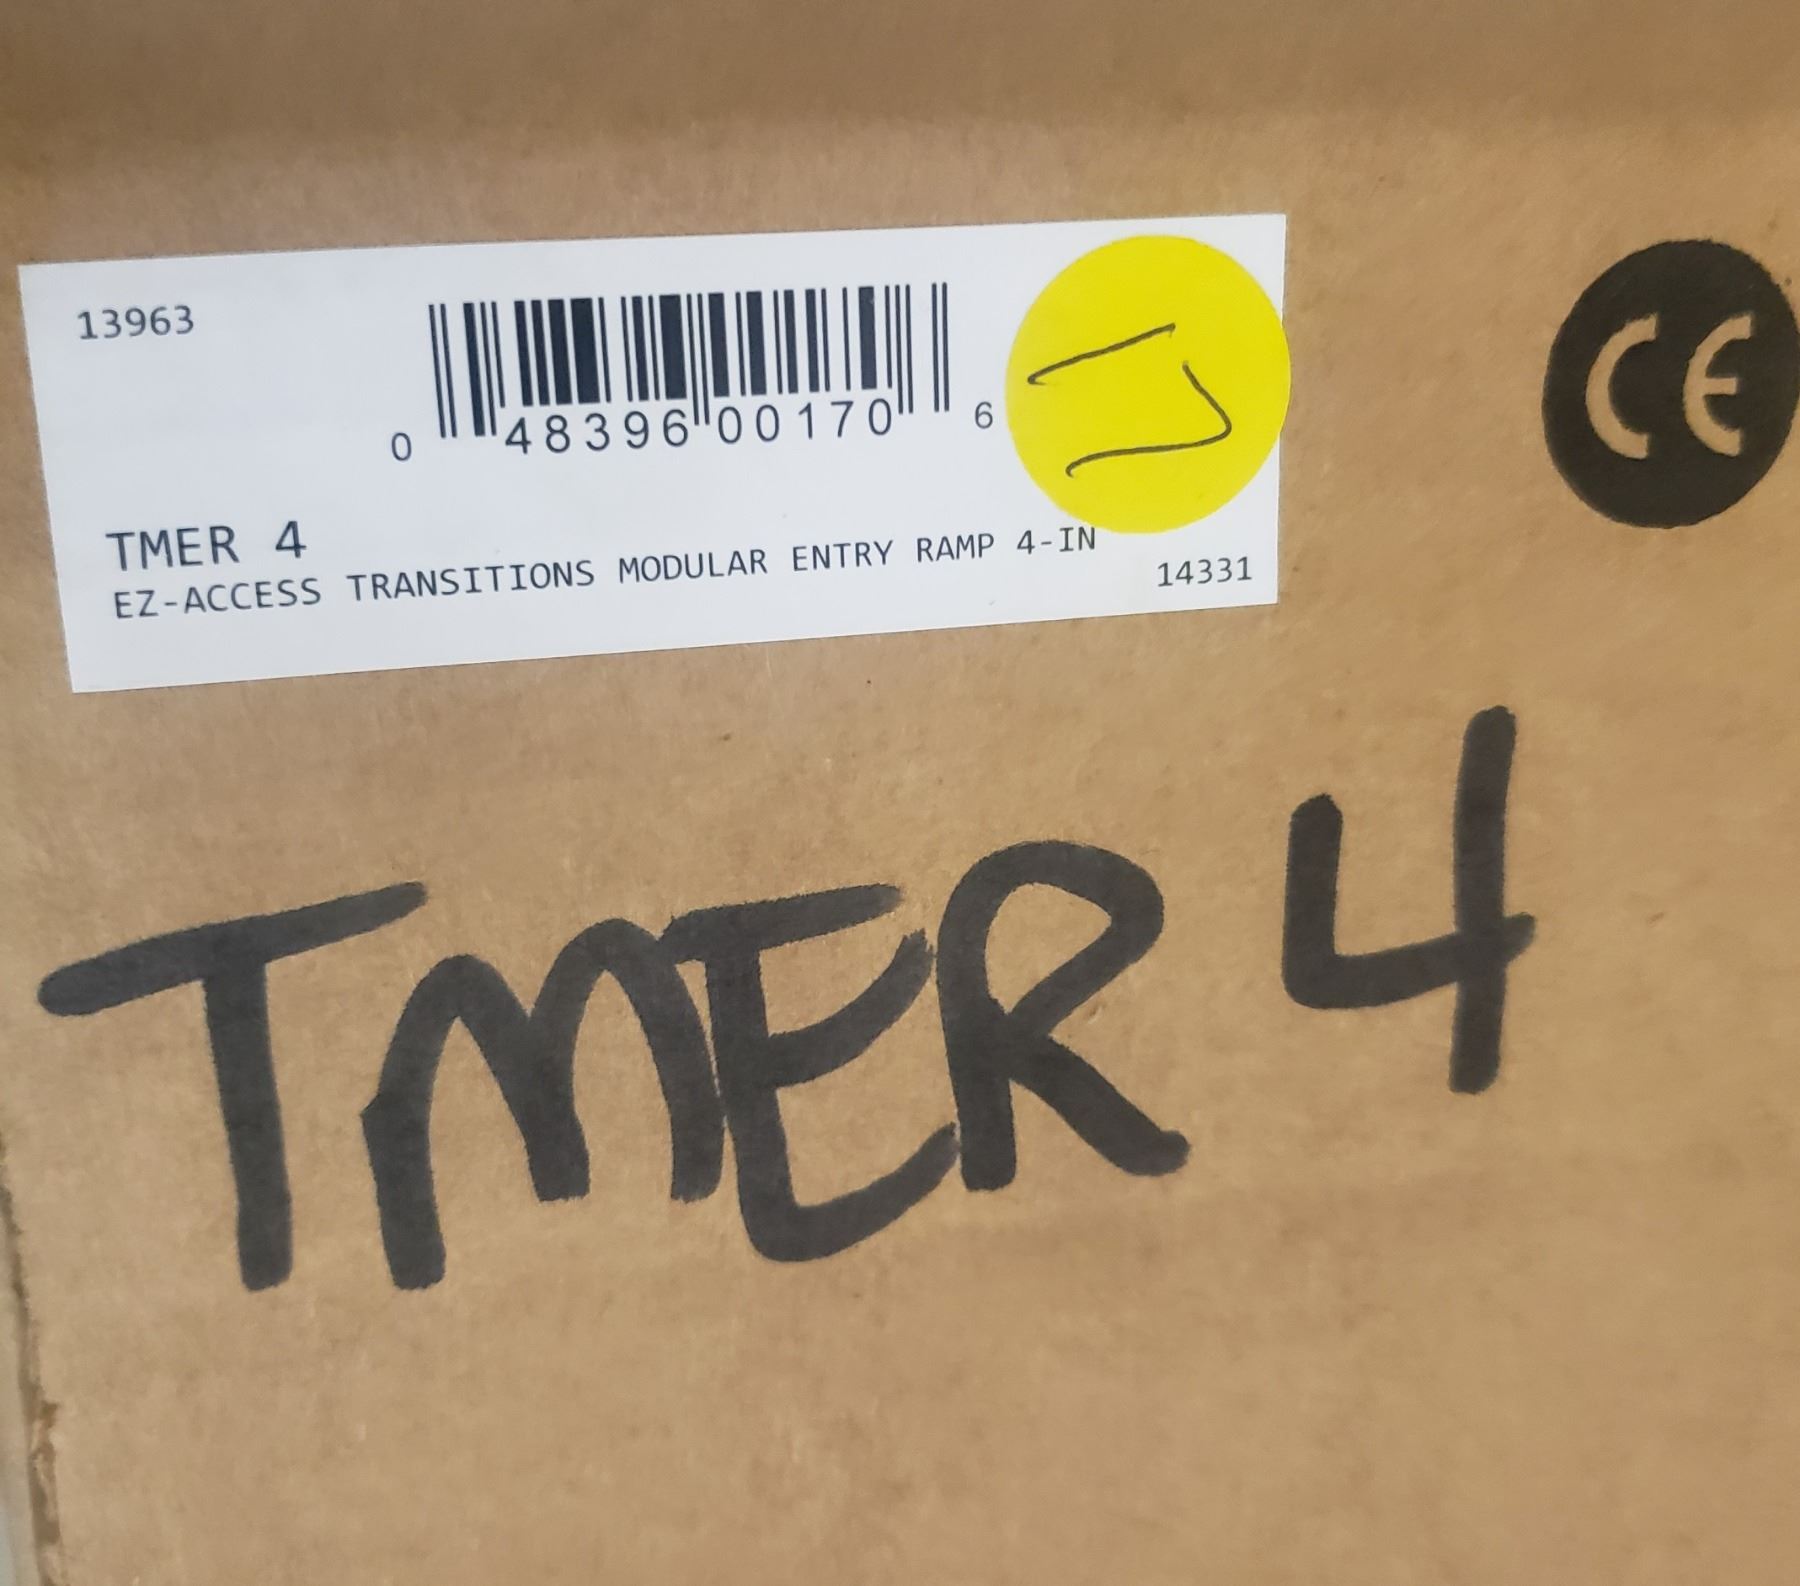 13963
0 48396 00170 6
TMER 4
EZ-ACCESS TRANSITIONS MODULAR ENTRY RAMP 4-IN
14331
CE
TMER 4